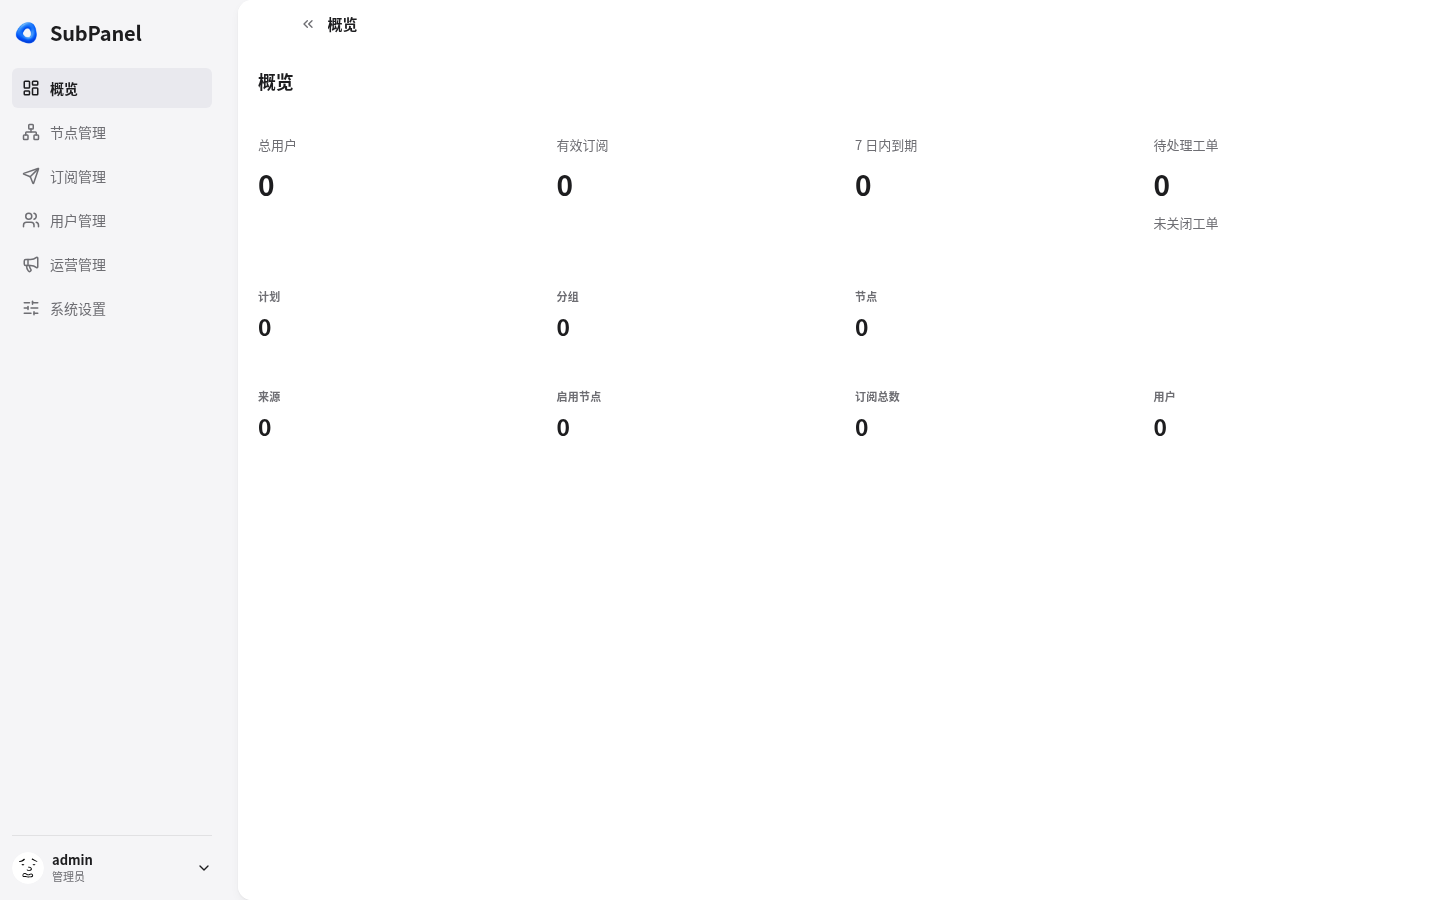 SubPanel
概览
节点管理
订阅管理
用户管理
运营管理
系统设置
admin
管理员
概览
概览
总用户
0
有效订阅
0
7 日内到期
0
待处理工单
0
未关闭工单
计划
0
分组
0
节点
0
来源
0
启用节点
0
订阅总数
0
用户
0